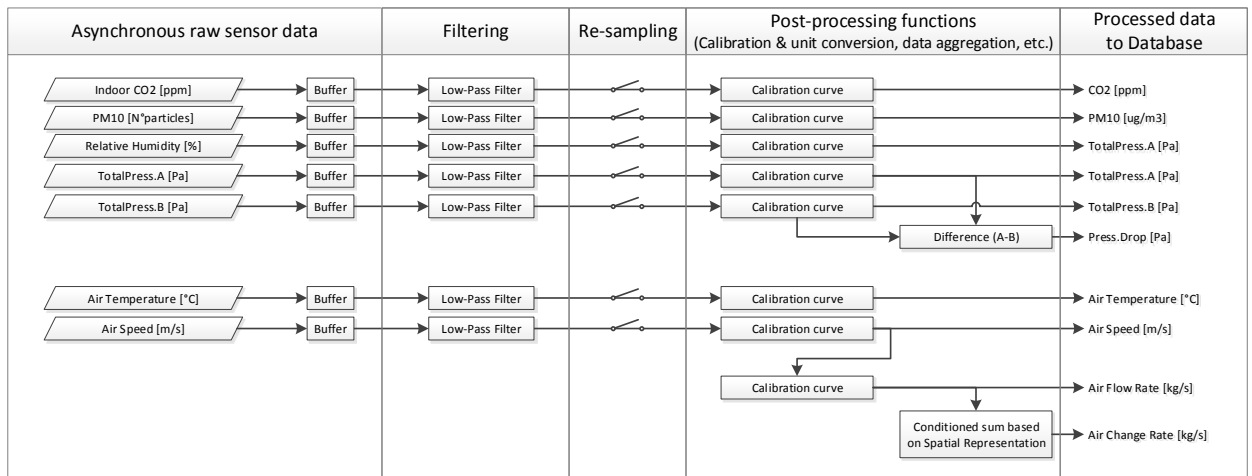 Asynchronous raw sensor data
Filtering
Re-sampling
Post-processing functions
(Calibration & unit conversion, data aggregation, etc.)
Processed data
to Database
Indoor CO2 [ppm]
Buffer
Low-Pass Filter
Calibration curve
CO2 [ppm]
PM10 [N°particles]
Buffer
Low-Pass Filter
Calibration curve
PM10 [ug/m3]
Relative Humidity [%]
Buffer
Low-Pass Filter
Calibration curve
TotalPress.A [Pa]
TotalPress.A [Pa]
Buffer
Low-Pass Filter
Calibration curve
TotalPress.A [Pa]
TotalPress.B [Pa]
Buffer
Low-Pass Filter
Calibration curve
TotalPress.B [Pa]
Difference (A-B)
Press.Drop [Pa]
Air Temperature [°C]
Buffer
Low-Pass Filter
Calibration curve
Air Temperature [°C]
Air Speed [m/s]
Buffer
Low-Pass Filter
Calibration curve
Air Speed [m/s]
Calibration curve
Air Flow Rate [kg/s]
Conditioned sum based
on Spatial Representation
Air Change Rate [kg/s]